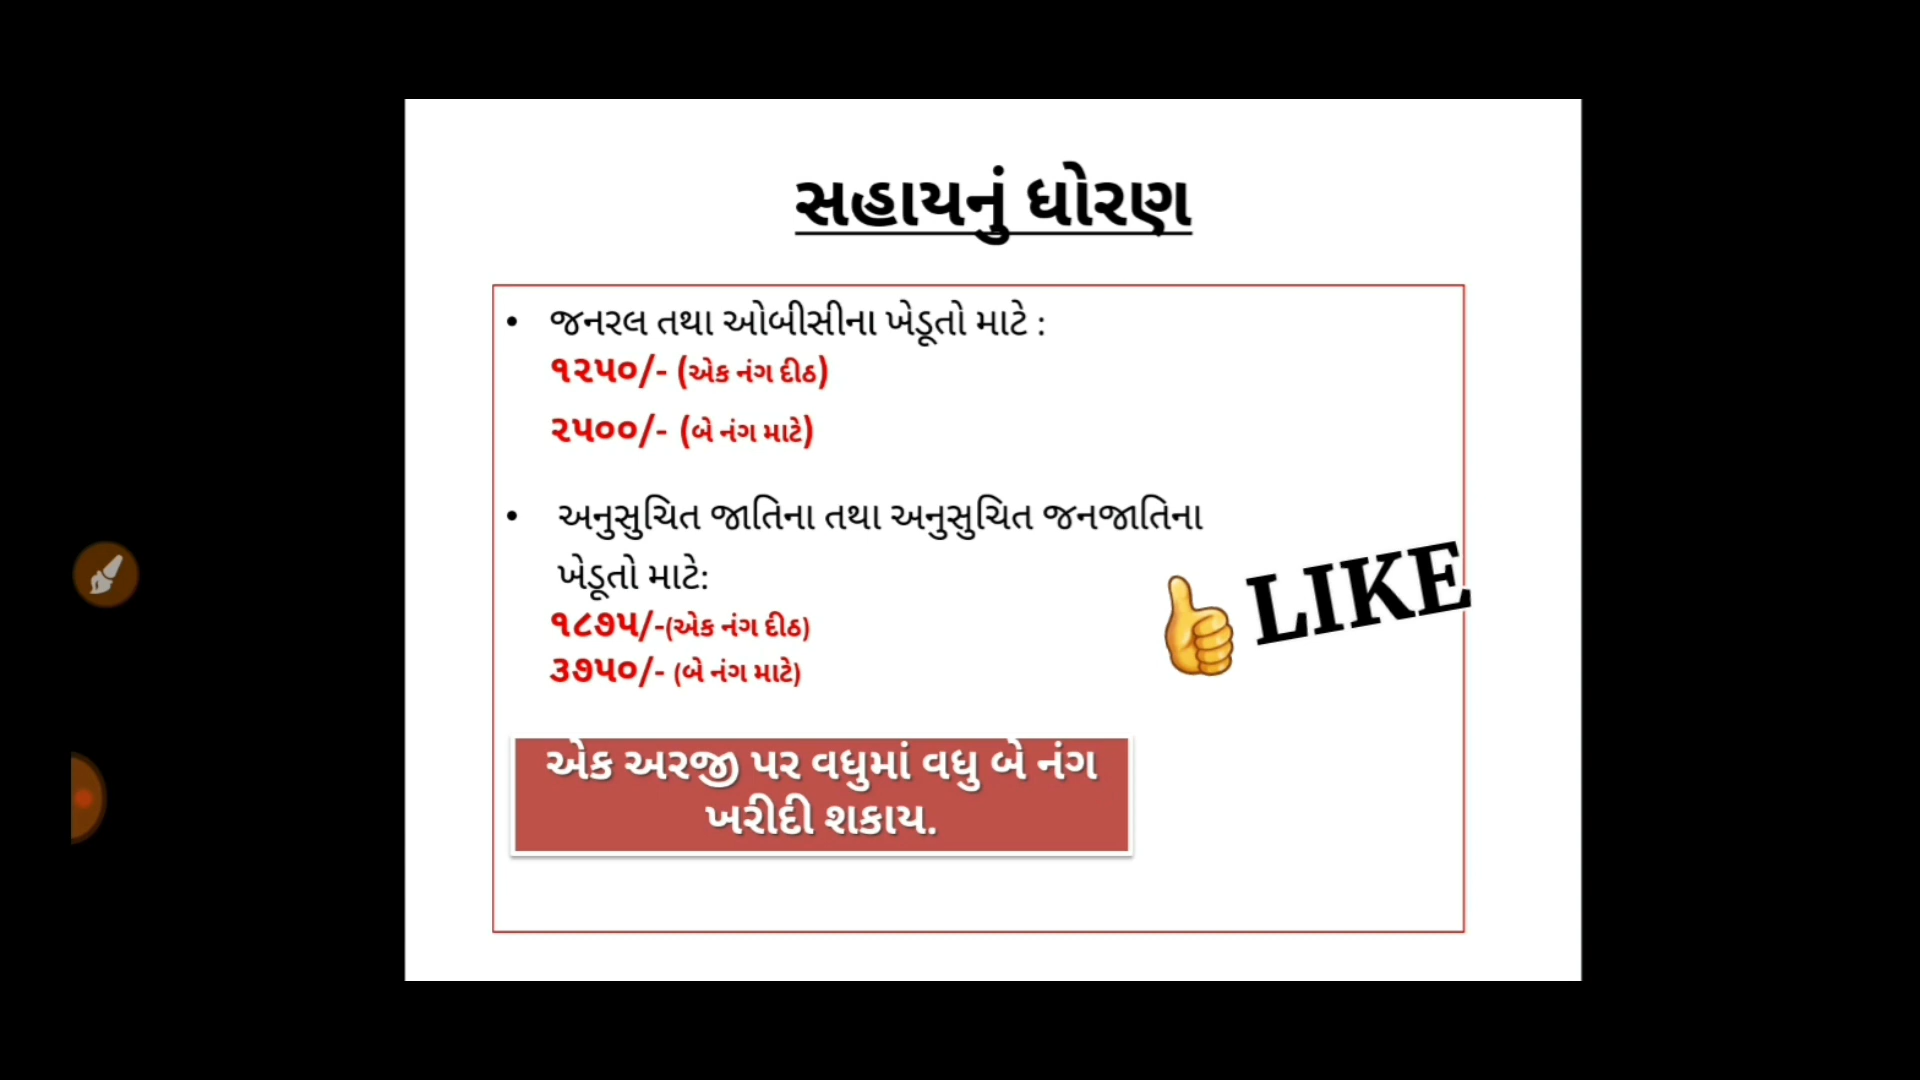 સહાયનું ધોરણ
• જનરલ તથા ઓબીસીના ખેડૂતો માટે :
૧૨૫૦/- (એક નંગ દીઠ)
૨૫૦૦/- (બે નંગ માટે)
• અનુસુચિત જાતિના તથા અનુસુચિત જનજાતિના
ખેડૂતો માટે:
૧૮૭૫/-(એક નંગ દીઠ)
૩૭૫૦/- (બે નંગ માટે)
LIKE
એક અરજી પર વધુમાં વધુ બે નંગ
ખરીદી શકાય.